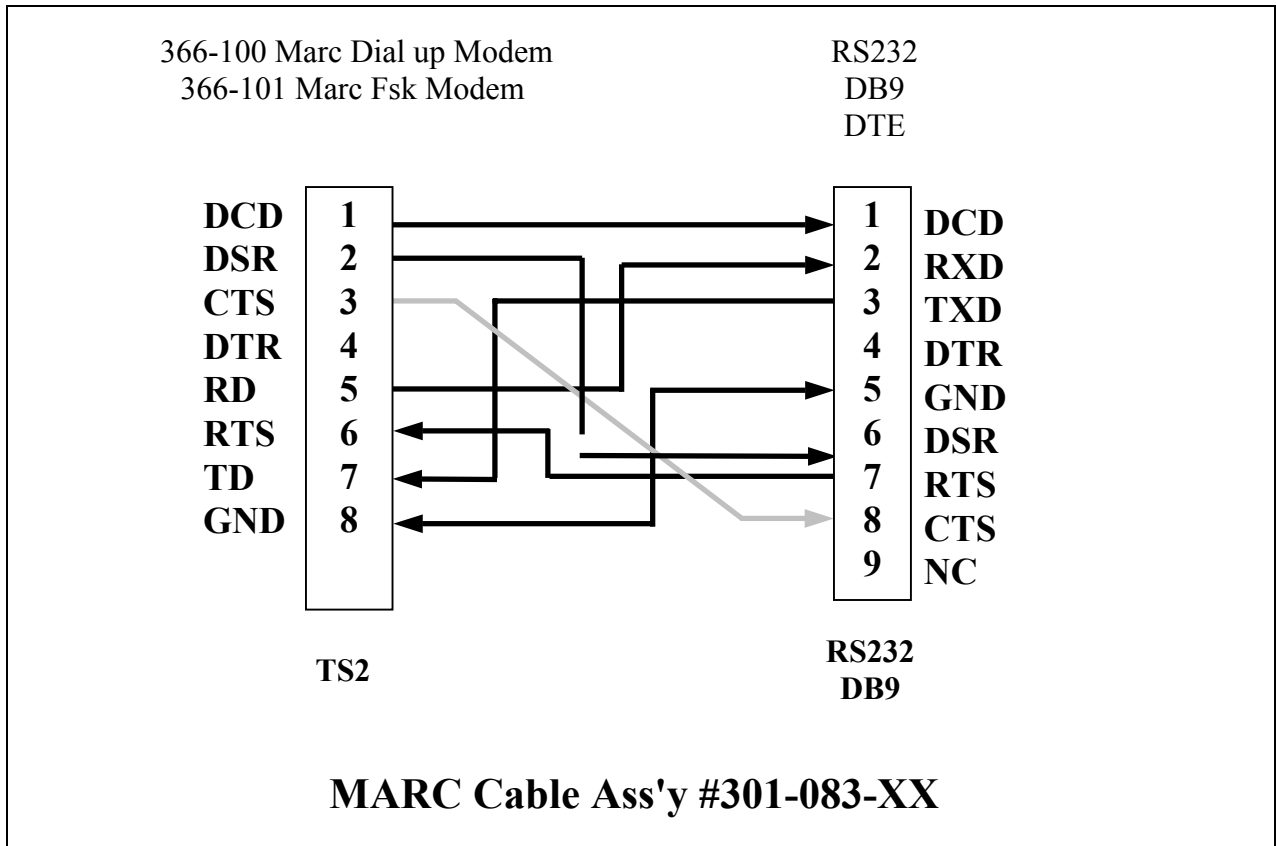 366-100 Marc Dial up Modem
366-101 Marc Fsk Modem
RS232
DB9
DTE
DCD 1
DSR 2
CTS 3
DTR 4
RD 5
RTS 6
TD 7
GND 8
1 DCD
2 RXD
3 TXD
4 DTR
5 GND
6 DSR
7 RTS
8 CTS
9 NC
TS2
RS232
DB9
MARC Cable Ass'y #301-083-XX